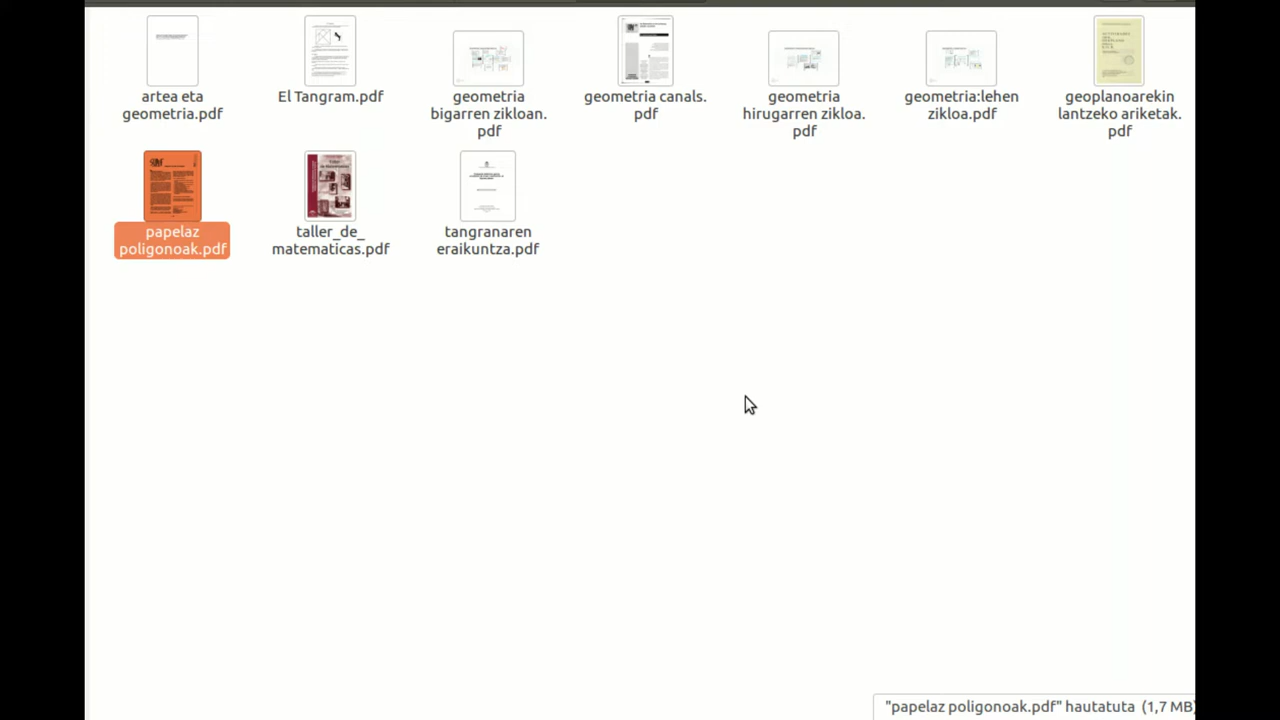 artea eta
geometria.pdf
El Tangram.pdf
geometria
bigarren zikloan.
pdf
geometria canals.
pdf
geometria
hirugarren zikloa.
pdf
geometria:lehen
zikloa.pdf
geoplanoarekin
lantzeko ariketak.
pdf
papelaz
poligonoak.pdf
taller_de_
matematicas.pdf
tangranaren
eraikuntza.pdf
"papelaz poligonoak.pdf" hautatuta (1,7 MB)